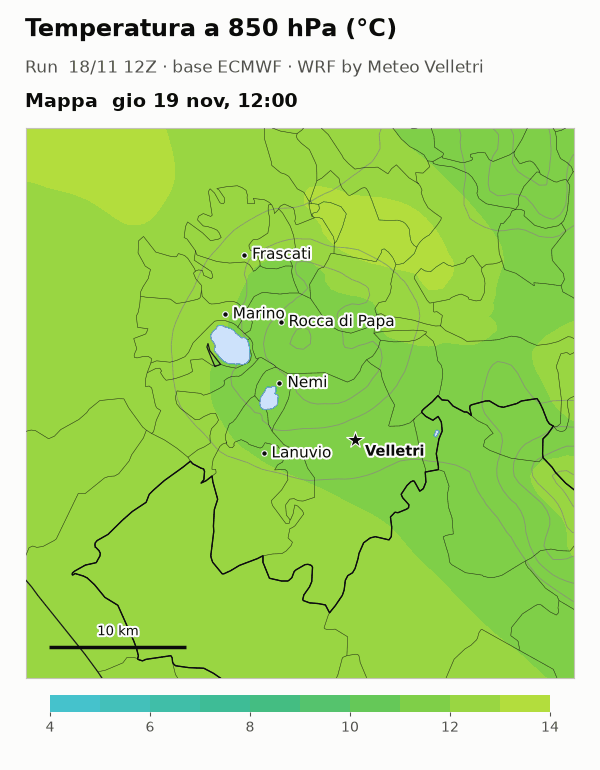 Temperatura a 850 hPa (°C)
Run  18/11 12Z · base ECMWF · WRF by Meteo Velletri
Mappa  gio 19 nov, 12:00
Frascati
Marino
Rocca di Papa
Nemi
Velletri
Lanuvio
10 km
4 6 8 10 12 14